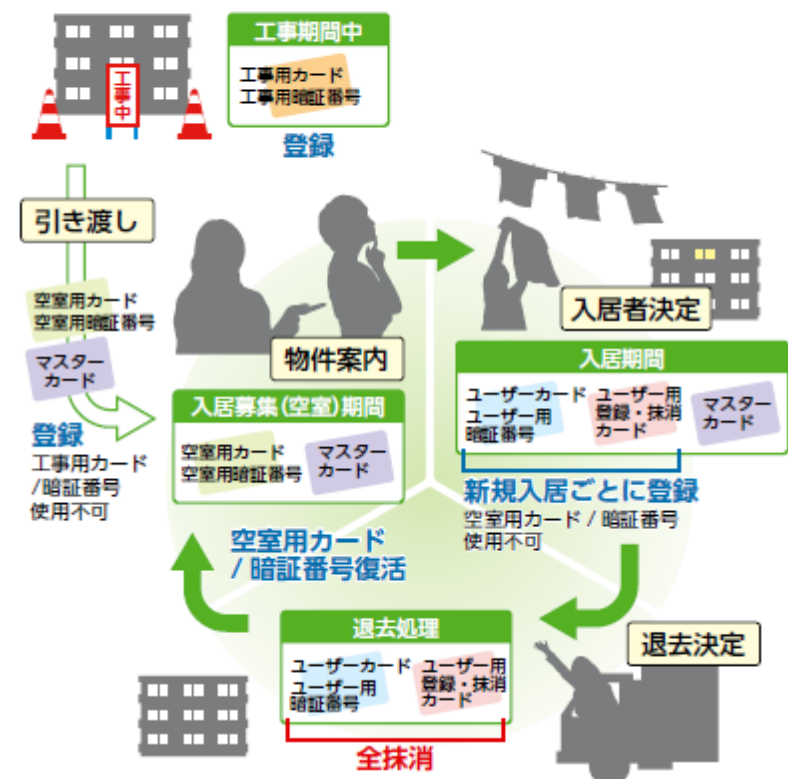 工事期間中
工事用カード
工事用暗証番号
登録
工事中
引き渡し
空室用カード
空室用暗証番号
マスター
カード
登録
工事用カード
/暗証番号
使用不可
物件案内
入居募集(空室)期間
空室用カード
空室用暗証番号
マスター
カード
入居者決定
入居期間
ユーザーカード
ユーザー用
暗証番号
ユーザー用
登録・抹消
カード
マスター
カード
新規入居ごとに登録
空室用カード / 暗証番号
使用不可
退去決定
退去処理
ユーザーカード
ユーザー用
暗証番号
ユーザー用
登録・抹消
カード
全抹消
空室用カード
/ 暗証番号復活